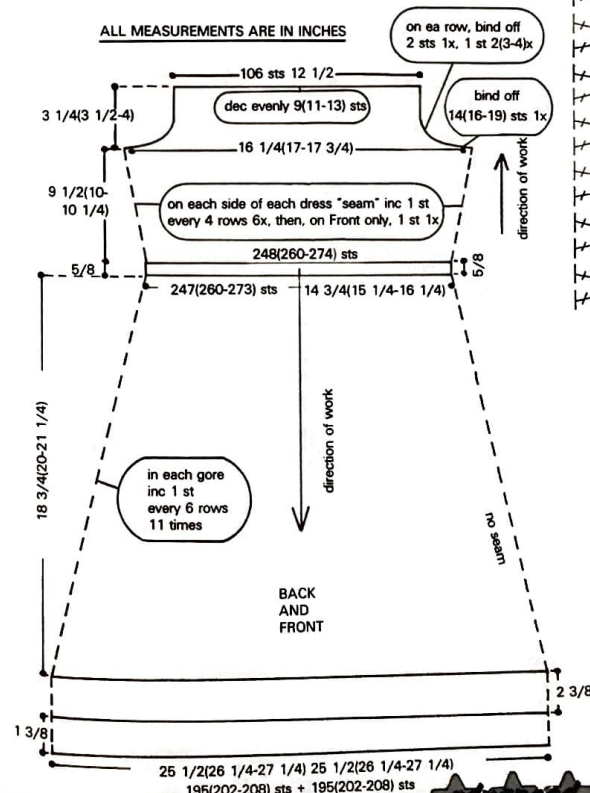 ALL MEASUREMENTS ARE IN INCHES
on ea row, bind off
2 sts 1x, 1 st 2(3-4)x
106 sts 12 1/2
dec evenly 9(11-13) sts
bind off
14(16-19) sts 1x
3 1/4(3 1/2-4)
16 1/4(17-17 3/4)
direction of work
9 1/2(10-
10 1/4)
on each side of each dress "seam" inc 1 st
every 4 rows 6x, then, on Front only, 1 st 1x
248(260-274) sts
5/8
5/8
247(260-273) sts
14 3/4(15 1/4-16 1/4)
direction of work
18 3/4(20-21 1/4)
in each gore
inc 1 st
every 6 rows
11 times
no seam
BACK
AND
FRONT
2 3/8
1 3/8
25 1/2(26 1/4-27 1/4) 25 1/2(26 1/4-27 1/4)
195(202-208) sts + 195(202-208) sts